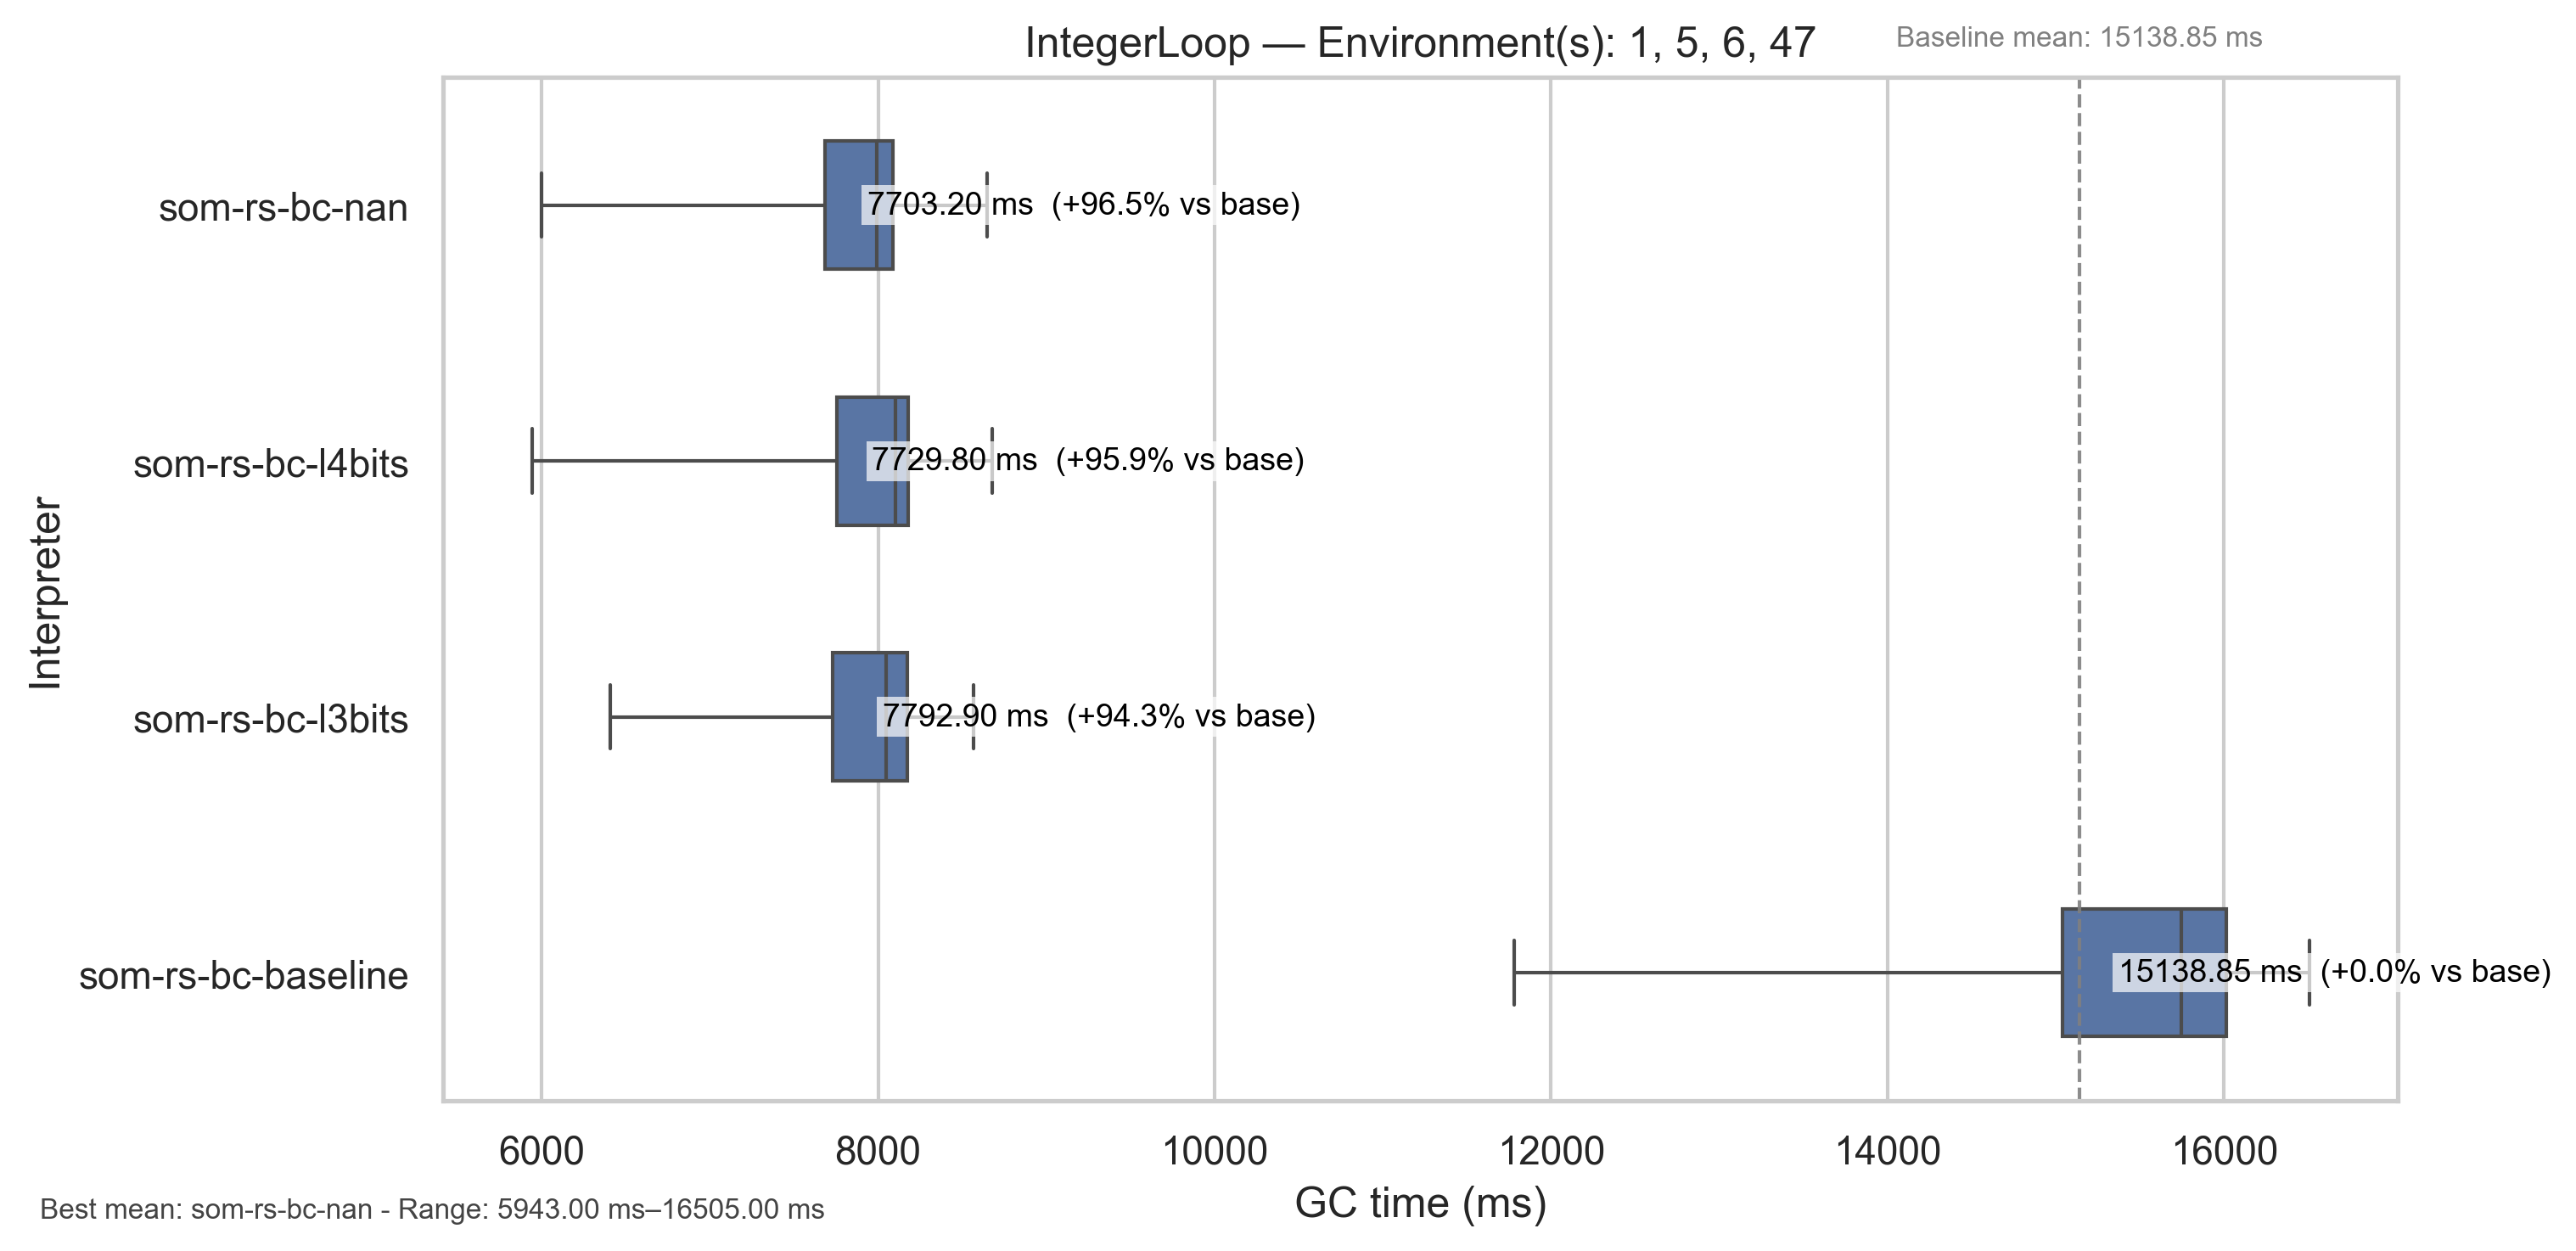 IntegerLoop — Environment(s): 1, 5, 6, 47
Baseline mean: 15138.85 ms
Interpreter
som-rs-bc-nan
7703.20 ms (+96.5% vs base)
som-rs-bc-l4bits
7729.80 ms (+95.9% vs base)
som-rs-bc-l3bits
7792.90 ms (+94.3% vs base)
som-rs-bc-baseline
15138.85 ms (+0.0% vs base)
6000 8000 10000 12000 14000 16000
GC time (ms)
Best mean: som-rs-bc-nan - Range: 5943.00 ms–16505.00 ms